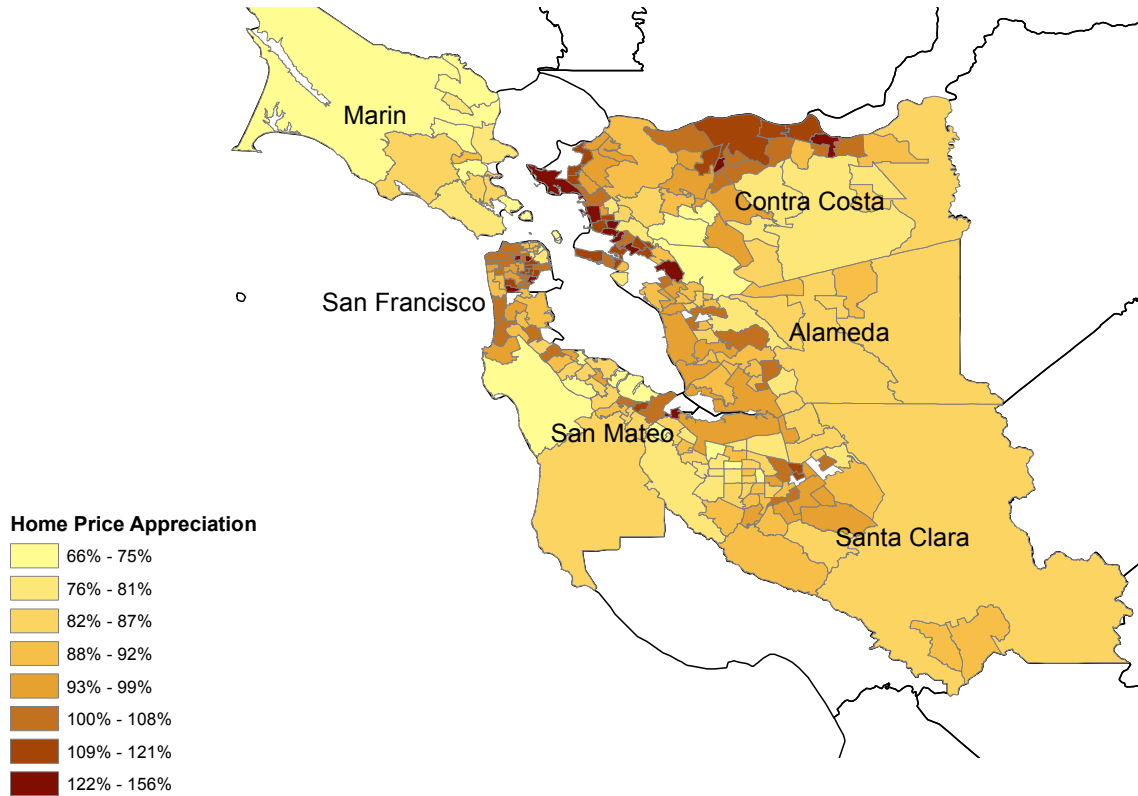 Marin
Contra Costa
San Francisco
Alameda
San Mateo
Santa Clara
Home Price Appreciation
66% - 75%
76% - 81%
82% - 87%
88% - 92%
93% - 99%
100% - 108%
109% - 121%
122% - 156%